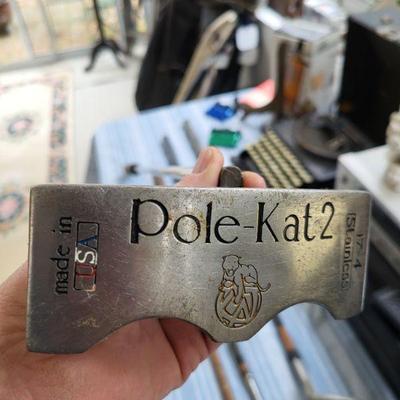 made in
USA
Pole-Kat 2
17-4
Stainless